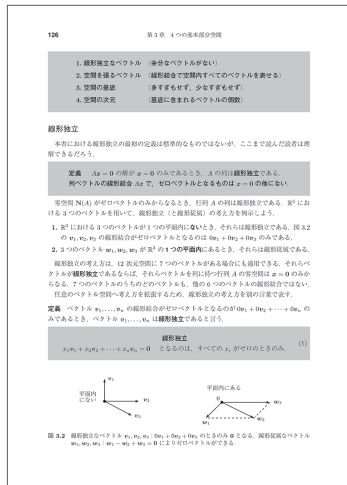 126
第 3 章　4 つの基本部分空間
1. 線形独立なベクトル　（余分なベクトルがない）
2. 空間を張るベクトル　（線形結合で空間内すべてのベクトルを表せる）
3. 空間の基底　（多すぎもせず，少なすぎもせず）
4. 空間の次元　（基底に含まれるベクトルの個数）
線形独立
本書における線形独立の最初の定義は標準的なものではないが，ここまで読んだ読者は理
解できるだろう．
定義　Ax = 0 の解が x = 0 のみであるとき，A の列は線形独立である．
列ベクトルの線形結合 Ax で，ゼロベクトルとなるものは x = 0 の他にない．
零空間 N(A) がゼロベクトルのみからなるとき，行列 A の列は線形独立である．R³ にお
ける 3 つのベクトルを用いて，線形独立（と線形従属）の考え方を例示しよう．
1. R³ における 3 つのベクトルが 1 つの平面内にないとき，それらは線形独立である．図 3.2
の v₁, v₂, v₃ の線形結合がゼロベクトルとなるのは 0v₁ + 0v₂ + 0v₃ のみである．
2. 3 つのベクトル w₁, w₂, w₃ が R³ の 1 つの平面内にあるとき，それらは線形従属である．
線形独立の考え方は，12 次元空間に 7 つのベクトルがある場合にも適用できる．それらベ
クトルが線形独立であるならば，それらベクトルを列に持つ行列 A の零空間は x = 0 のみか
らなる．7 つのベクトルのうちのどのベクトルも，他の 6 つのベクトルの線形結合ではない．
任意のベクトル空間へ考え方を拡張するため，線形独立の考え方を別の言葉で表す．
定義　ベクトル v₁, . . . , vₙ の線形結合がゼロベクトルとなるのが 0v₁ + 0v₂ + · · · + 0vₙ の
みであるとき，ベクトル v₁, . . . , vₙ は線形独立であると言う．
線形独立
x₁v₁ + x₂v₂ + · · · + xₙvₙ = 0　となるのは，すべての xᵢ がゼロのときのみ． (1)
平面内
にない
v₁
v₂
v₃
平面内にある
0
w₃
w₁
w₂
図 3.2　線形独立なベクトル v₁, v₂, v₃：0v₁ + 0v₂ + 0v₃ のときのみ 0 となる．線形従属なベクトル
w₁, w₂, w₃：w₁ − w₂ + w₃ = 0 によりゼロベクトルができる．